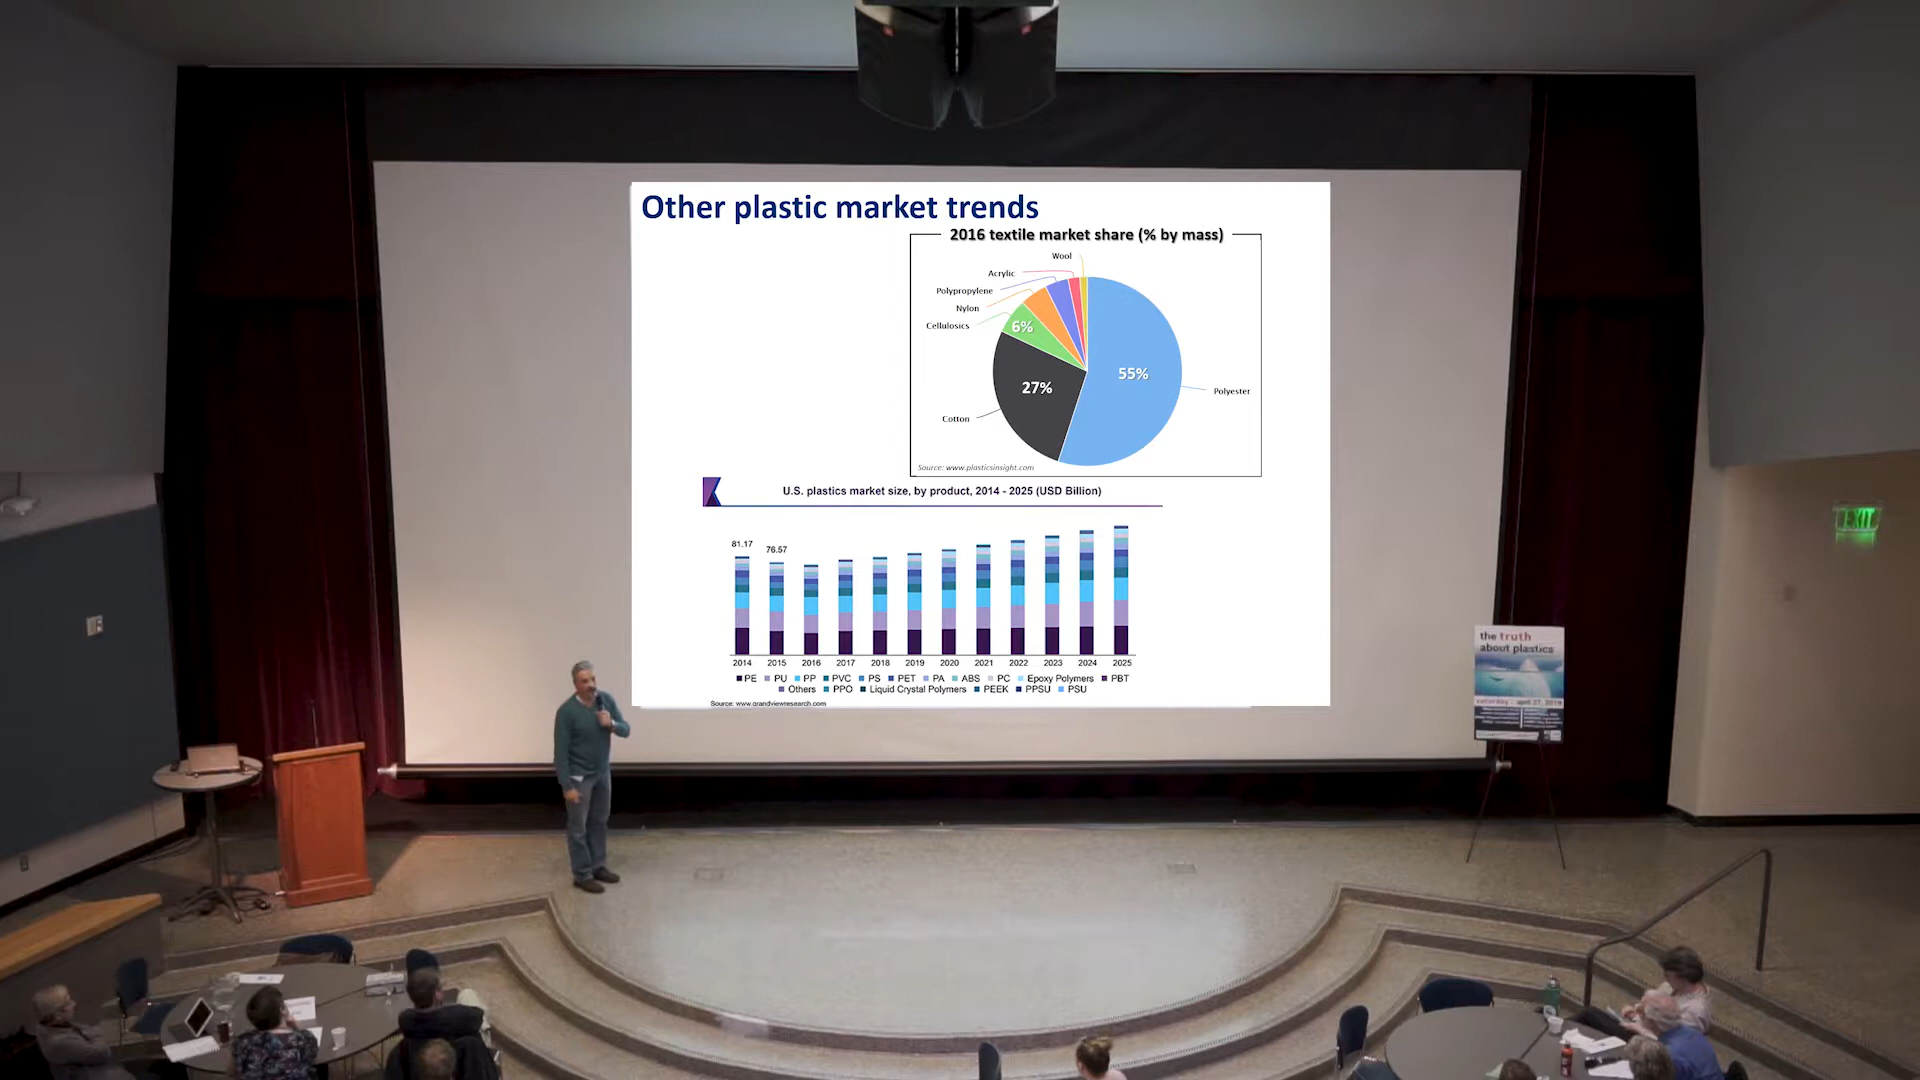 Other plastic market trends
2016 textile market share (% by mass)
Wool
Acrylic
Polypropylene
Nylon
Cellulosics
6%
55%
27%
Polyester
Cotton
Source: www.plasticsinsight.com
U.S. plastics market size, by product, 2014 - 2025 (USD Billion)
81.17
76.57
2014 2015 2016 2017 2018 2019 2020 2021 2022 2023 2024 2025
PE PU PP PVC PS PET PA ABS PC Epoxy Polymers PBT
Others PPO Liquid Crystal Polymers PEEK PPSU PSU
Source: www.grandviewresearch.com
EXIT
the truth
about plastics
saturday : april 27, 2019